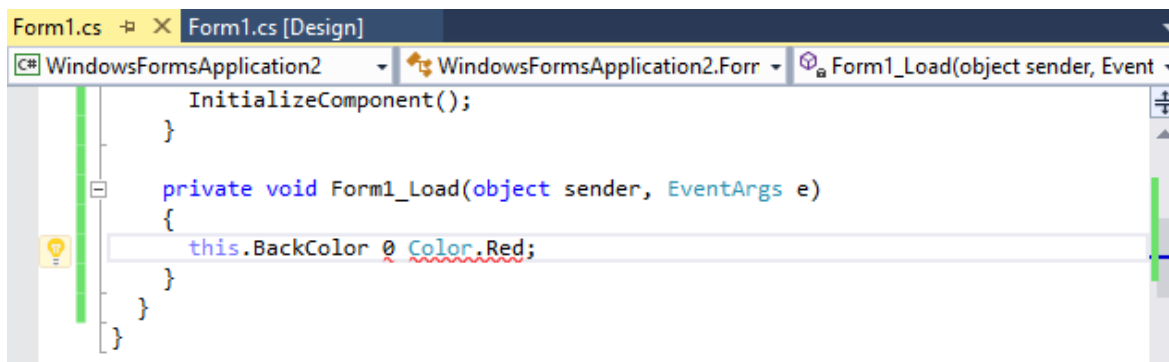 Form1.cs Form1.cs [Design]
C# WindowsFormsApplication2 WindowsFormsApplication2.Forr Form1_Load(object sender, Event
InitializeComponent();
}
private void Form1_Load(object sender, EventArgs e)
{
this.BackColor 0 Color.Red;
}
}
}